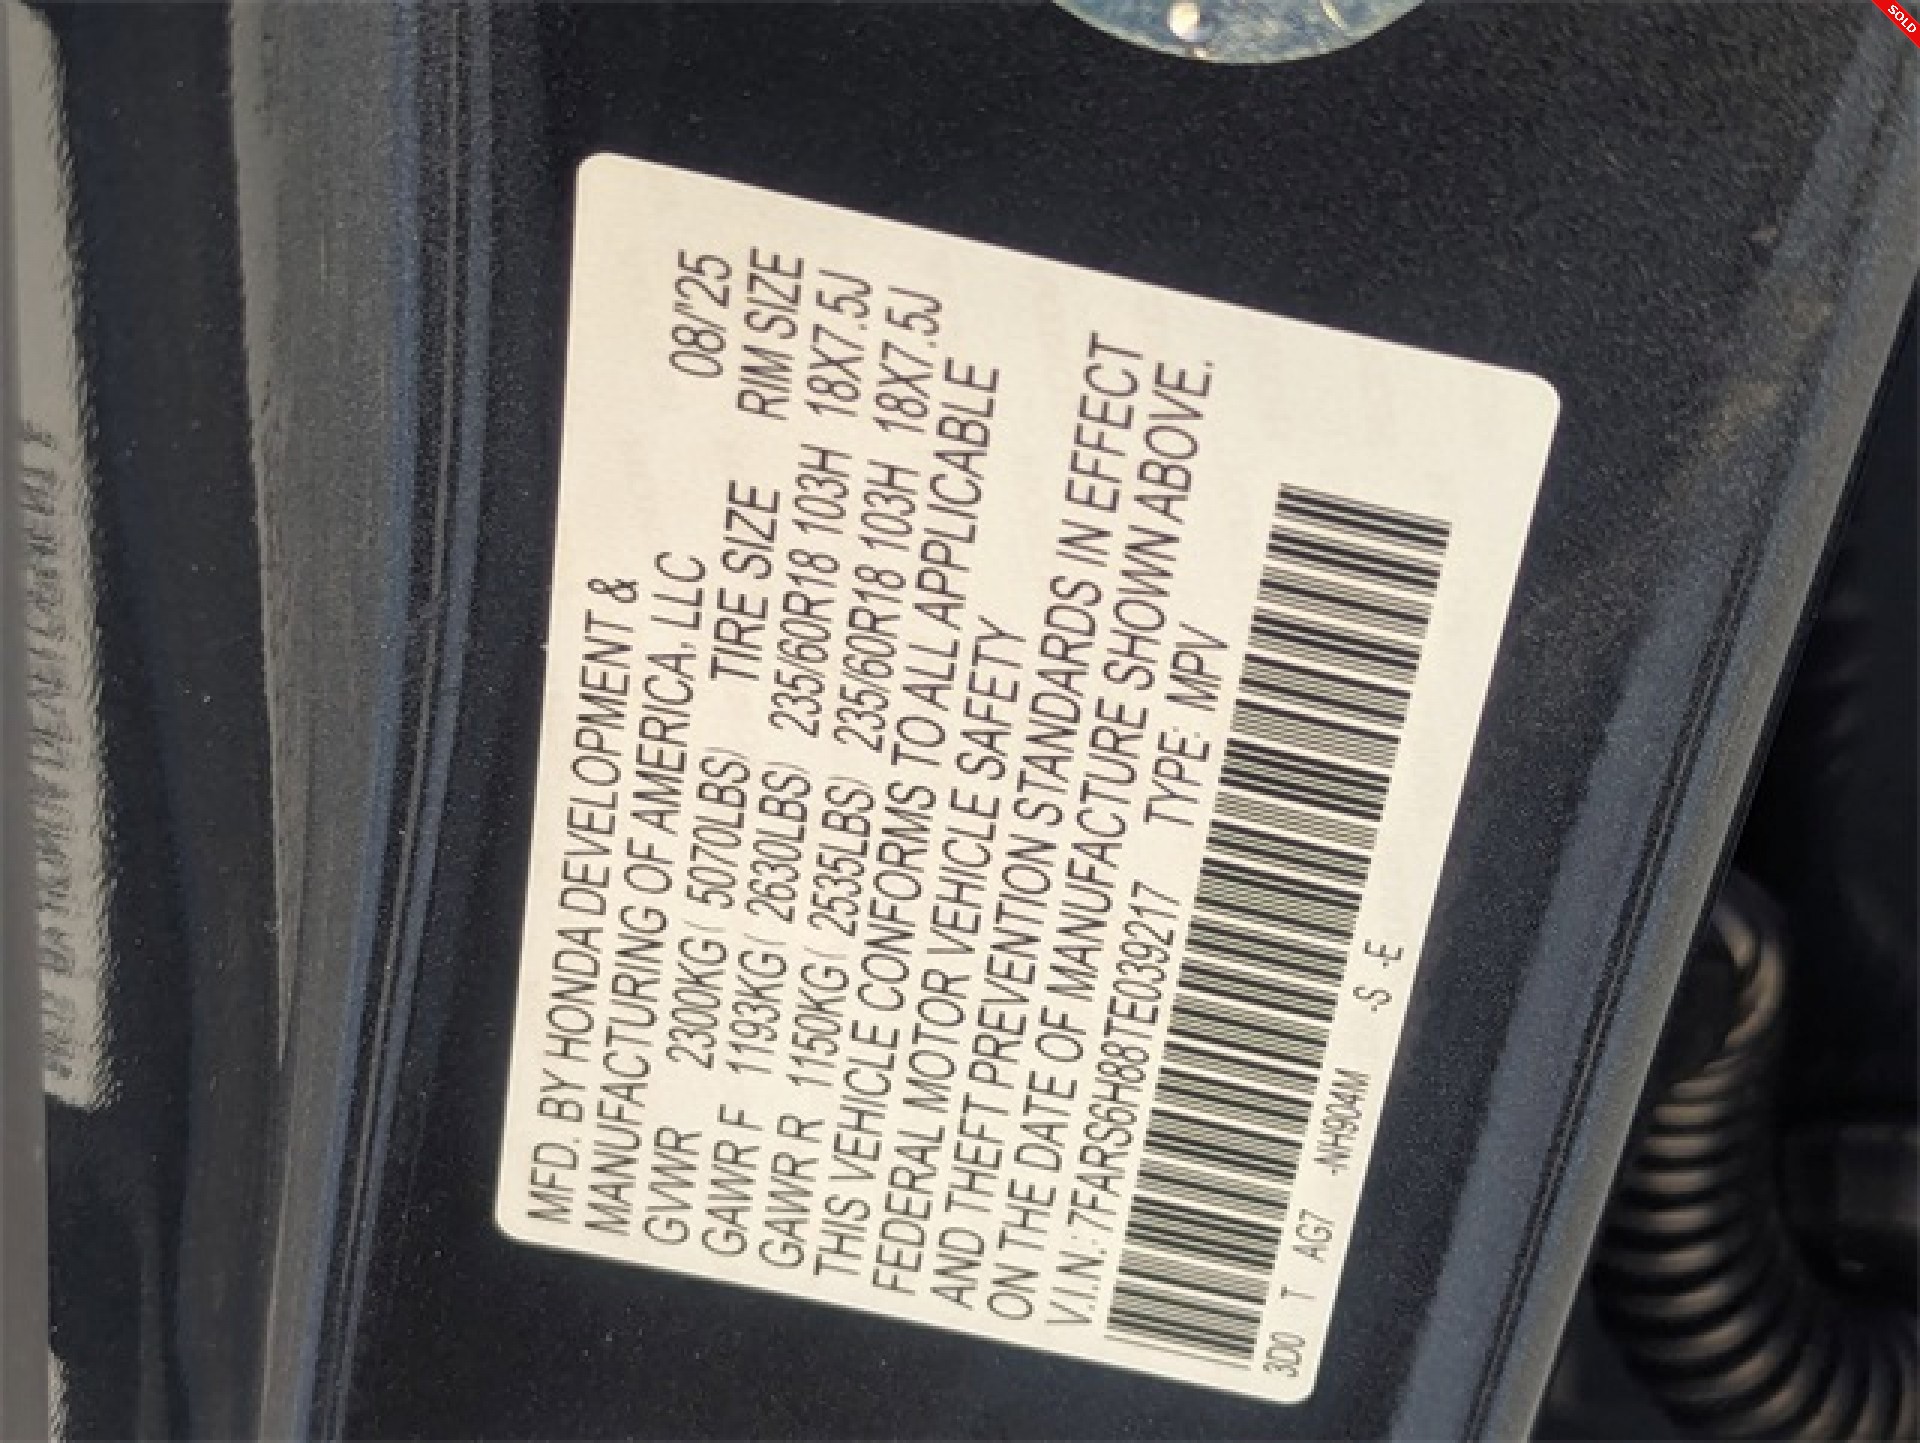 MFD. BY HONDA DEVELOPMENT &
MANUFACTURING OF AMERICA, LLC 08/'25
GVWR 2300KG( 5070LBS) TIRE SIZE RIM SIZE
GAWR F 1193KG( 2630LBS) 235/60R18 103H 18X7.5J
GAWR R 1150KG( 2535LBS) 235/60R18 103H 18X7.5J
THIS VEHICLE CONFORMS TO ALL APPLICABLE
FEDERAL MOTOR VEHICLE SAFETY
AND THEFT PREVENTION STANDARDS IN EFFECT
ON THE DATE OF MANUFACTURE SHOWN ABOVE.
V.I.N.: 7FARS6H88TE039217 TYPE: MPV
3D0 T AG7 -NH904M -S -E
SOLD